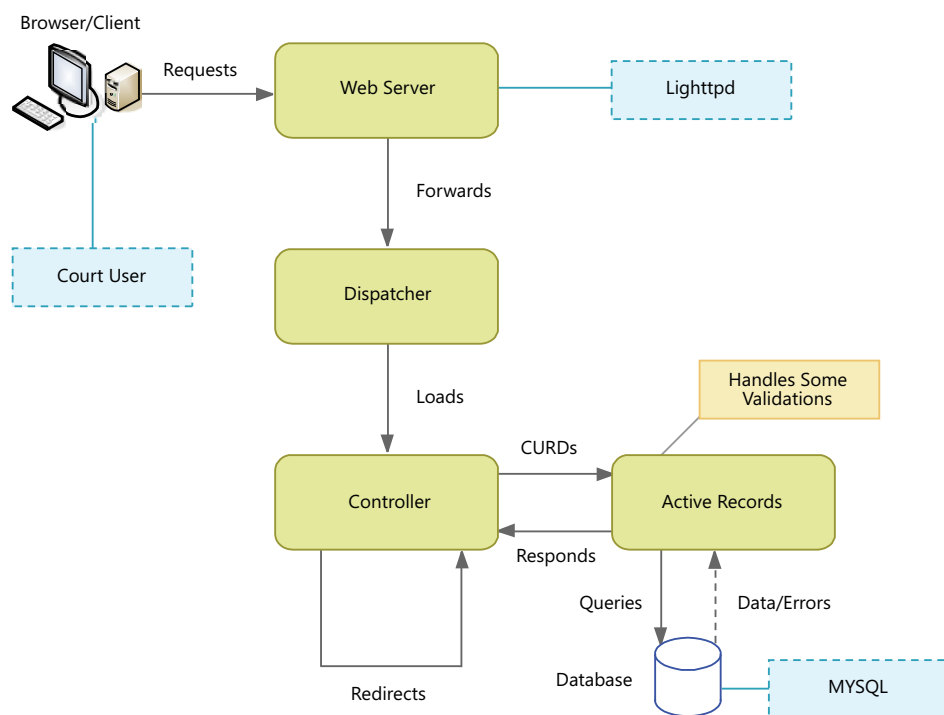 Browser/Client
Requests
Web Server
Lighttpd
Forwards
Court User
Dispatcher
Loads
Handles Some
Validations
CURDs
Controller
Active Records
Responds
Queries
Data/Errors
Database
Redirects
MYSQL